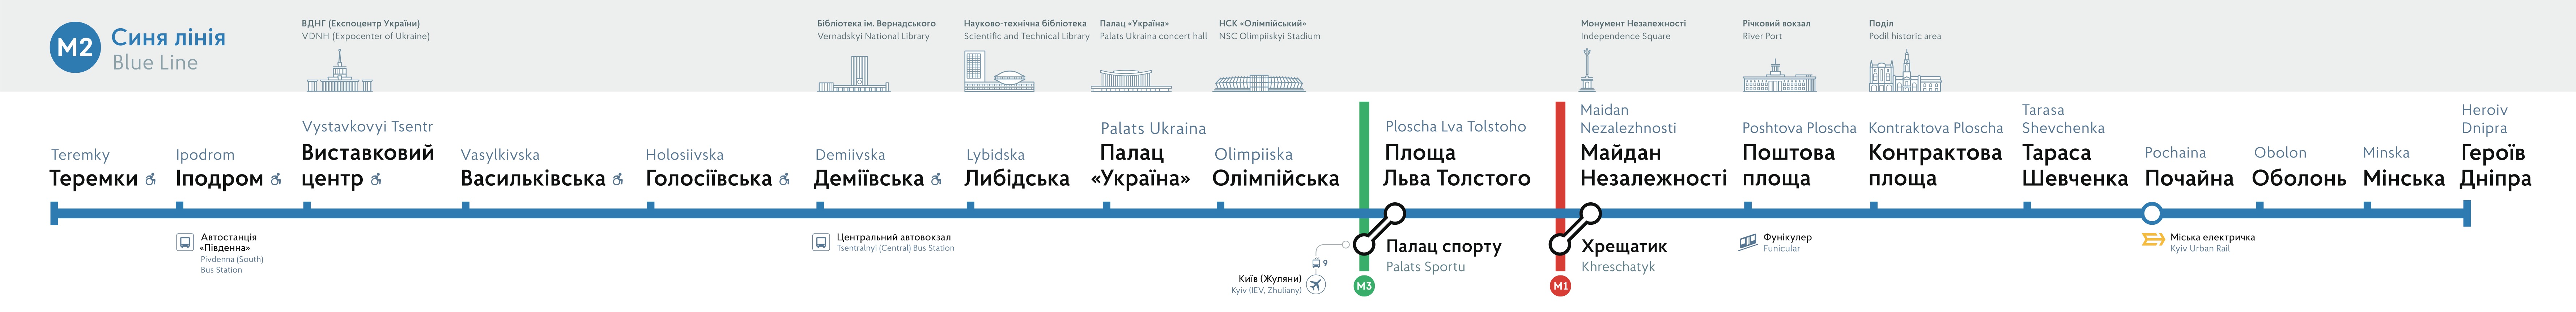 M2
Синя лінія
Blue Line
ВДНГ (Експоцентр України)
VDNH (Expocenter of Ukraine)
Бібліотека ім. Вернадського
Vernadskyi National Library
Науково-технічна бібліотека
Scientific and Technical Library
Палац «Україна»
Palats Ukraina concert hall
НСК «Олімпійський»
NSC Olimpiiskyi Stadium
Монумент Незалежності
Independence Square
Річковий вокзал
River Port
Поділ
Podil historic area
Teremky
Теремки
Ipodrom
Іподром
Vystavkovyi Tsentr
Виставковий
центр
Vasylkivska
Васильківська
Holosiivska
Голосіївська
Demiivska
Деміївська
Lybidska
Либідська
Palats Ukraina
Палац
«Україна»
Olimpiiska
Олімпійська
Ploscha Lva Tolstoho
Площа
Льва Толстого
Maidan
Nezalezhnosti
Майдан
Незалежності
Poshtova Ploscha
Поштова
площа
Kontraktova Ploscha
Контрактова
площа
Tarasa
Shevchenka
Тараса
Шевченка
Pochaina
Почайна
Obolon
Оболонь
Minska
Мінська
Heroiv
Dnipra
Героїв
Дніпра
Автостанція
«Південна»
Pivdenna (South)
Bus Station
Центральний автовокзал
Tsentralnyi (Central) Bus Station
9
Київ (Жуляни)
Kyiv (IEV, Zhuliany)
Палац спорту
Palats Sportu
M3
Хрещатик
Khreschatyk
M1
Фунікулер
Funicular
Міська електричка
Kyiv Urban Rail